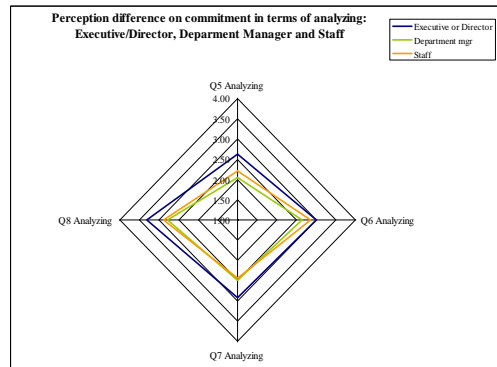 Perception difference on commitment in terms of analyzing:
Executive/Director, Deparment Manager and Staff
Executive or Director
Department mgr
Staff
Q5 Analyzing
4.00
3.50
3.00
2.50
2.00
1.50
1.00
Q8 Analyzing
Q6 Analyzing
Q7 Analyzing